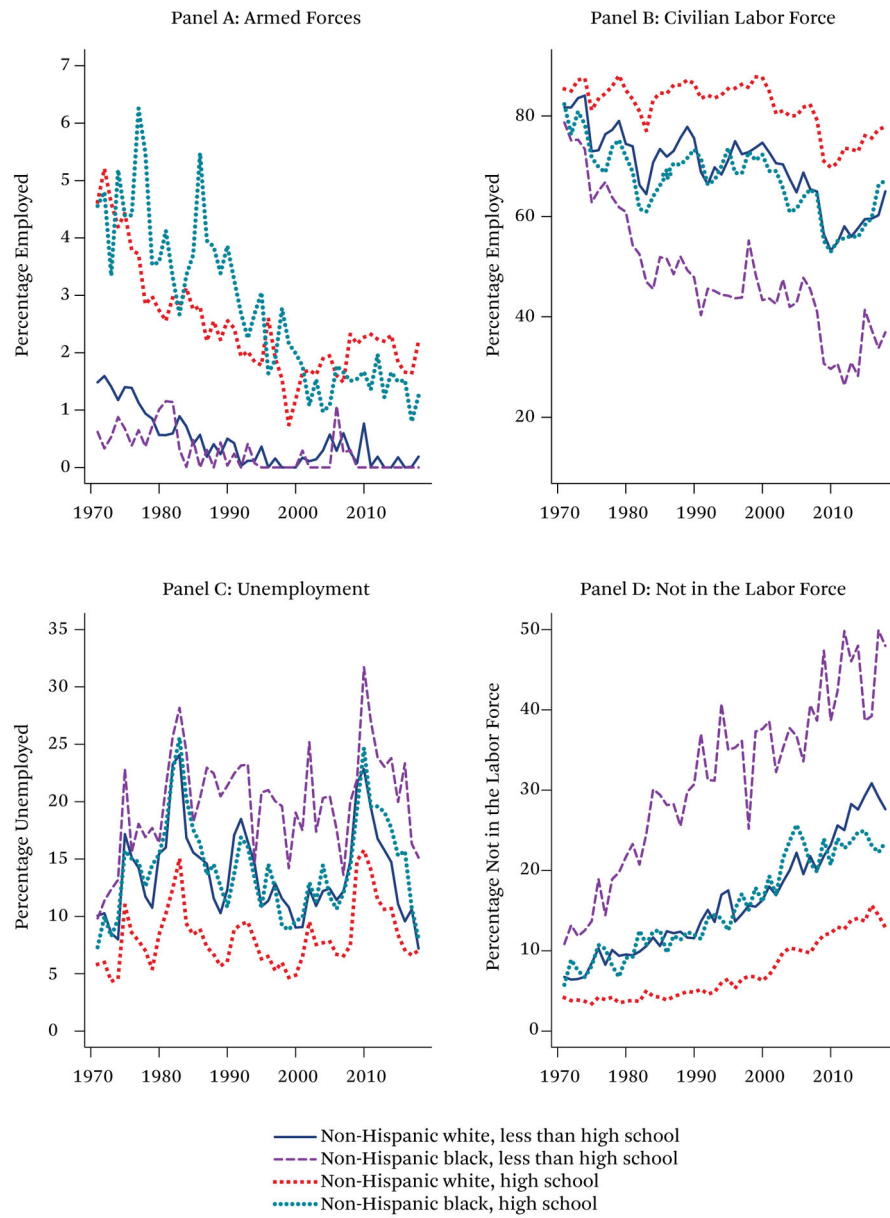 Panel A: Armed Forces
Percentage Employed
7
6
5
4
3
2
1
0
1970 1980 1990 2000 2010
Panel B: Civilian Labor Force
Percentage Employed
80
60
40
20
1970 1980 1990 2000 2010
Panel C: Unemployment
Percentage Unemployed
35
30
25
20
15
10
5
0
1970 1980 1990 2000 2010
Panel D: Not in the Labor Force
Percentage Not in the Labor Force
50
40
30
20
10
0
1970 1980 1990 2000 2010
Non-Hispanic white, less than high school
Non-Hispanic black, less than high school
Non-Hispanic white, high school
Non-Hispanic black, high school